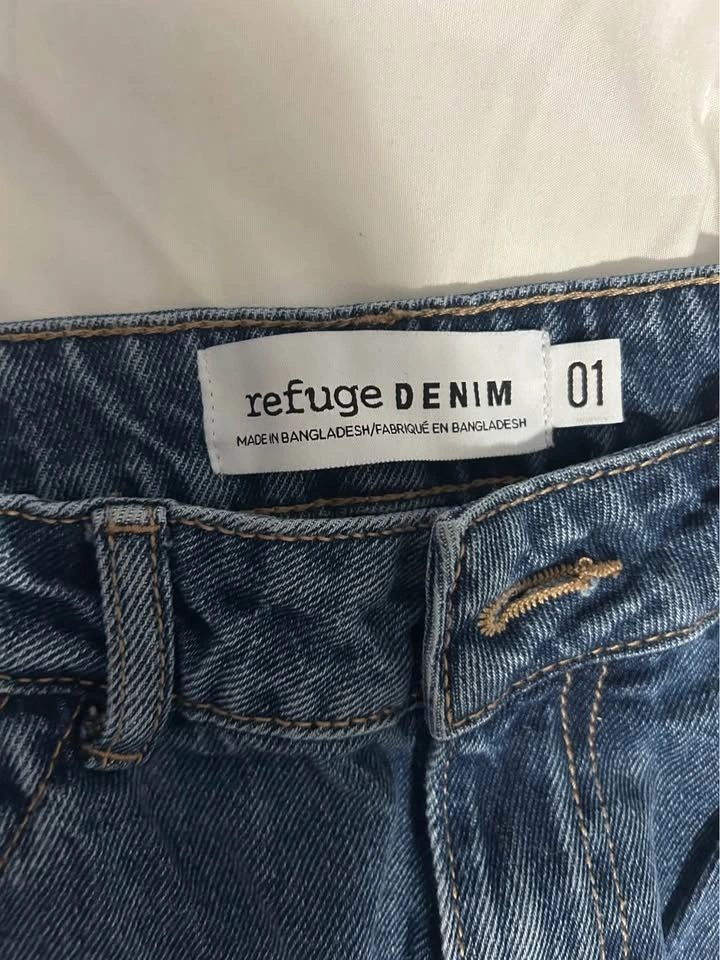 refuge DENIM
MADE IN BANGLADESH/FABRIQUÉ EN BANGLADESH
01